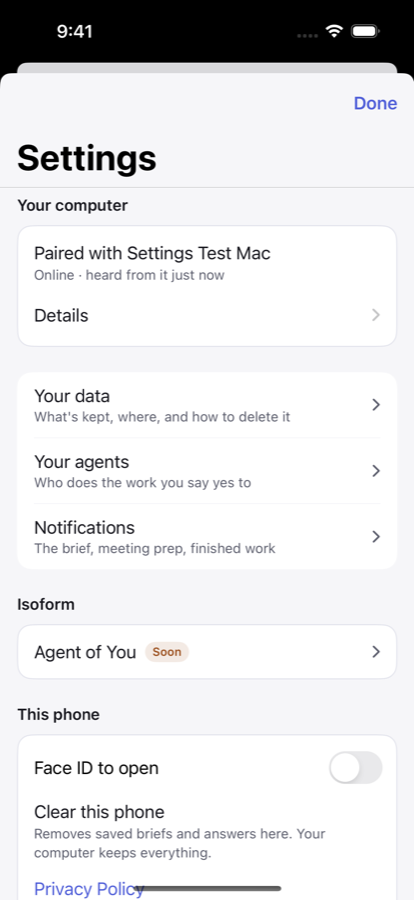 9:41
Done
Settings
Your computer
Paired with Settings Test Mac
Online · heard from it just now
Details
Your data
What's kept, where, and how to delete it
Your agents
Who does the work you say yes to
Notifications
The brief, meeting prep, finished work
Isoform
Agent of You Soon
This phone
Face ID to open
Clear this phone
Removes saved briefs and answers here. Your
computer keeps everything.
Privacy Policy